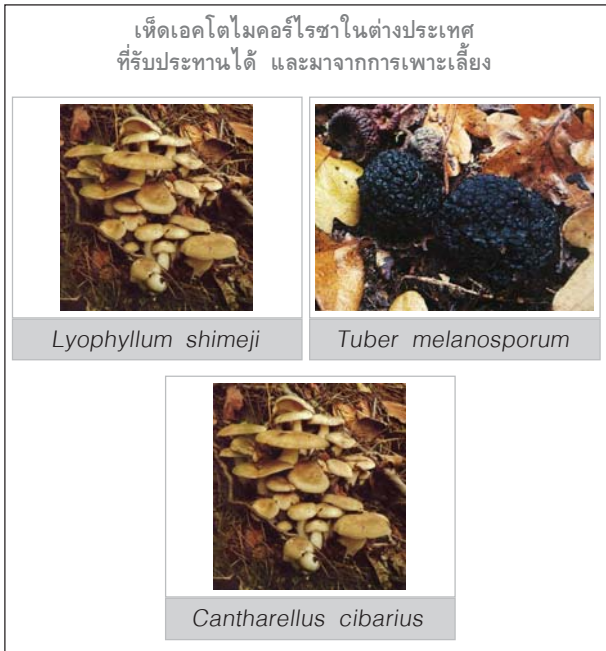 เห็ดเอคโตไมคอร์ไรซาในต่างประเทศ
ที่รับประทานได้ และมาจากการเพาะเลี้ยง
Lyophyllum shimeji
Tuber melanosporum
Cantharellus cibarius